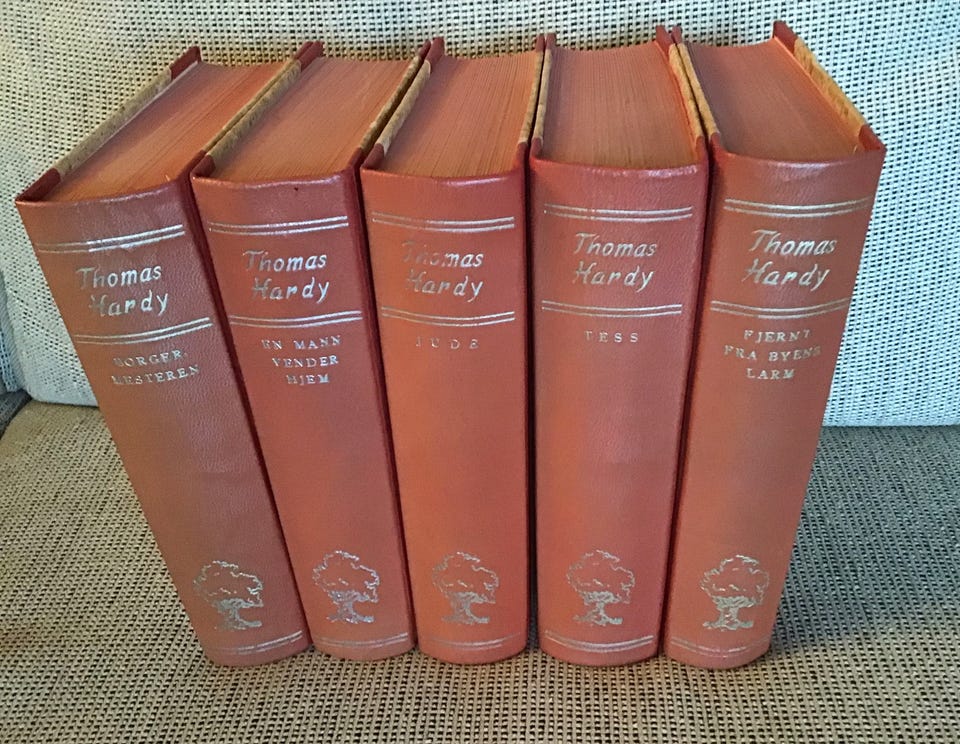 Thomas
Hardy
BORGER-
MESTEREN
Thomas
Hardy
EN MANN
VENDER
HJEM
Thomas
Hardy
JUDE
Thomas
Hardy
TESS
Thomas
Hardy
FJERNT
FRA BYENS
LARM